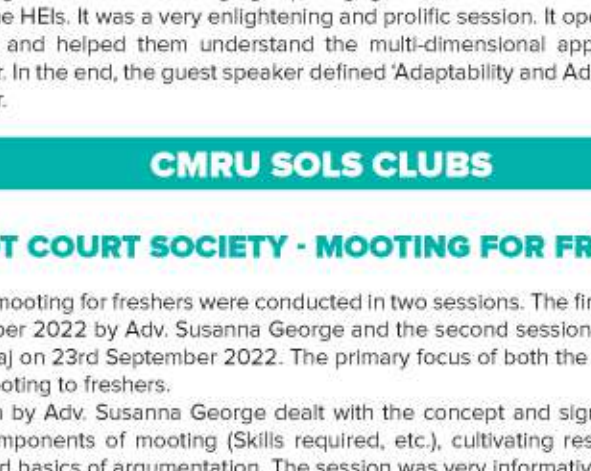 e HEIs. It was a very enlightening and prolific session. It ope
and helped them understand the multi-dimensional app
. In the end, the guest speaker defined 'Adaptability and Ad
r.
CMRU SOLS CLUBS
T COURT SOCIETY - MOOTING FOR FR
mooting for freshers were conducted in two sessions. The fir
ber 2022 by Adv. Susanna George and the second session
aj on 23rd September 2022. The primary focus of both the
oting to freshers.
by Adv. Susanna George dealt with the concept and sig
mponents of mooting (Skills required, etc.), cultivating res
d basics of argumentation. The session was very informativ